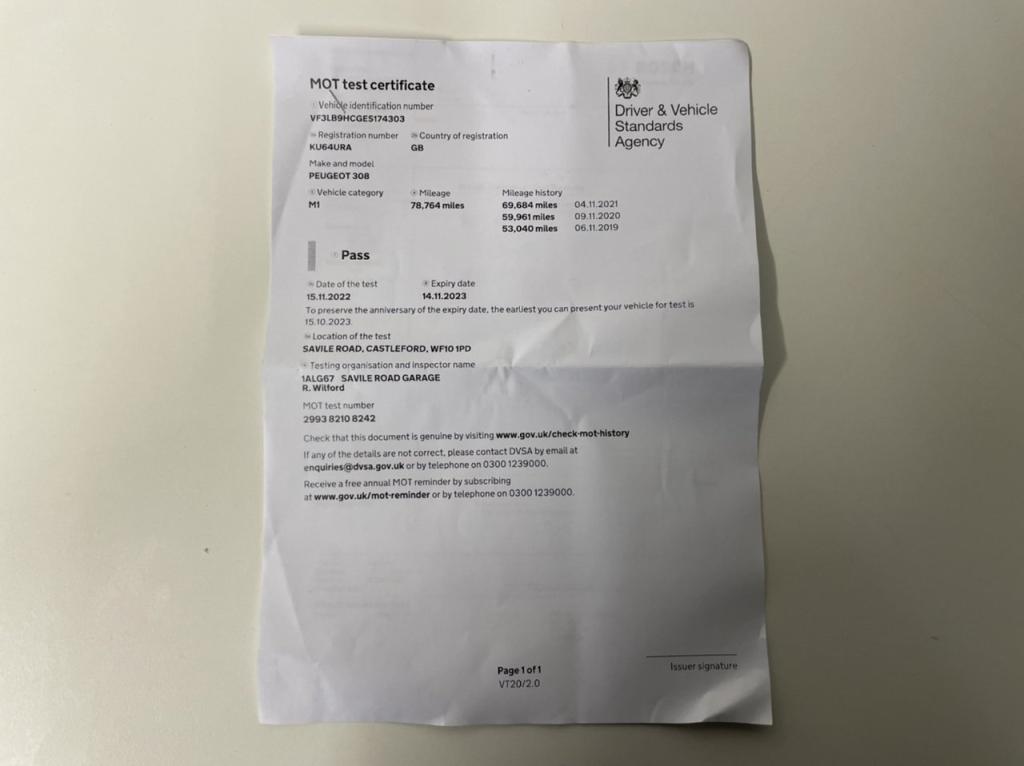 MOT test certificate
Driver & Vehicle
Standards
Agency
Vehicle identification number
VF3LB9HCGES174303
Registration number Country of registration
KU64URA GB
Make and model
PEUGEOT 308
Vehicle category Mileage Mileage history
M1 78,764 miles 69,684 miles 04.11.2021
59,961 miles 09.11.2020
53,040 miles 06.11.2019
Pass
Date of the test Expiry date
15.11.2022 14.11.2023
To preserve the anniversary of the expiry date, the earliest you can present your vehicle for test is
15.10.2023.
Location of the test
SAVILE ROAD, CASTLEFORD, WF10 1PD
Testing organisation and inspector name
1ALG67 SAVILE ROAD GARAGE
R. Wilford
MOT test number
2993 8210 8242
Check that this document is genuine by visiting www.gov.uk/check-mot-history
If any of the details are not correct, please contact DVSA by email at
enquiries@dvsa.gov.uk or by telephone on 0300 1239000.
Receive a free annual MOT reminder by subscribing
at www.gov.uk/mot-reminder or by telephone on 0300 1239000.
Issuer signature
Page 1 of 1
VT20/2.0